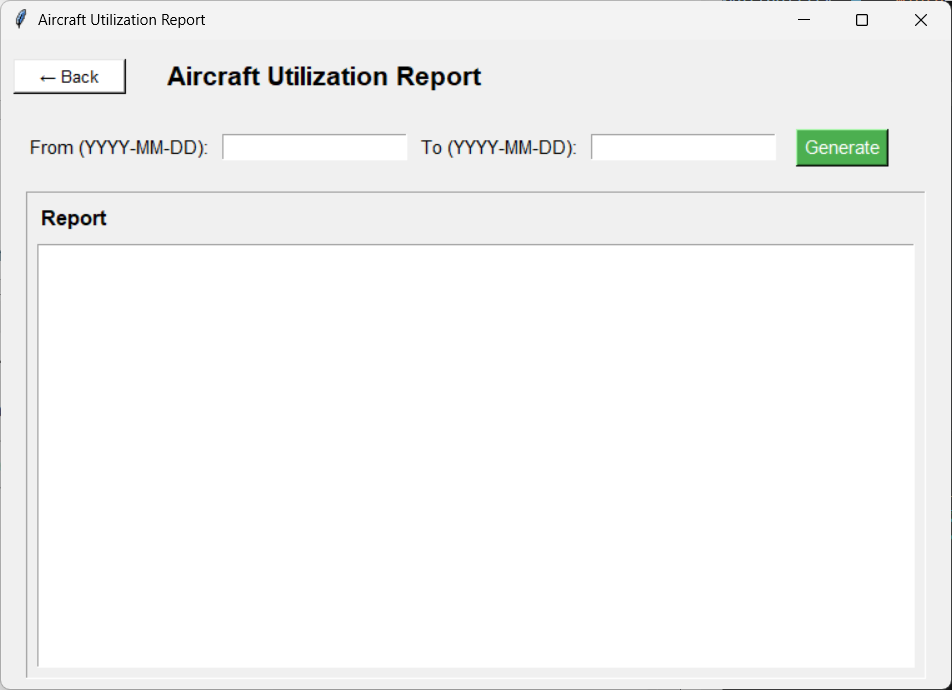 Aircraft Utilization Report
← Back
Aircraft Utilization Report
From (YYYY-MM-DD): To (YYYY-MM-DD): Generate
Report